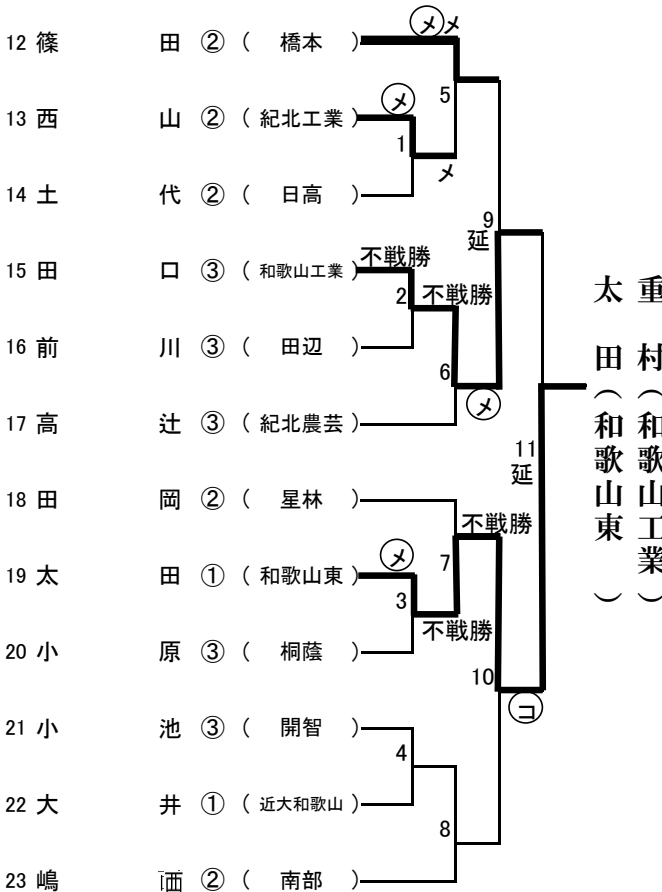 メメ
12 篠 田 ② ( 橋本 )
5
13 西 山 ② ( 紀北工業 )
メ
1
メ
14 土 代 ② ( 日高 )
9
延
15 田 口 ③ ( 和歌山工業 )
不戦勝
2 不戦勝
16 前 川 ③ ( 田辺 )
6
メ
17 高 辻 ③ ( 紀北農芸 )
11
延
18 田 岡 ② ( 星林 )
不戦勝
メ
7
19 太 田 ① ( 和歌山東 )
3
不戦勝
20 小 原 ③ ( 桐蔭 )
10
コ
21 小 池 ③ ( 開智 )
4
22 大 井 ① ( 近大和歌山 )
8
23 嶋 ② ( 南部 )
重 村(和歌山工業)
太 田(和歌山東 )